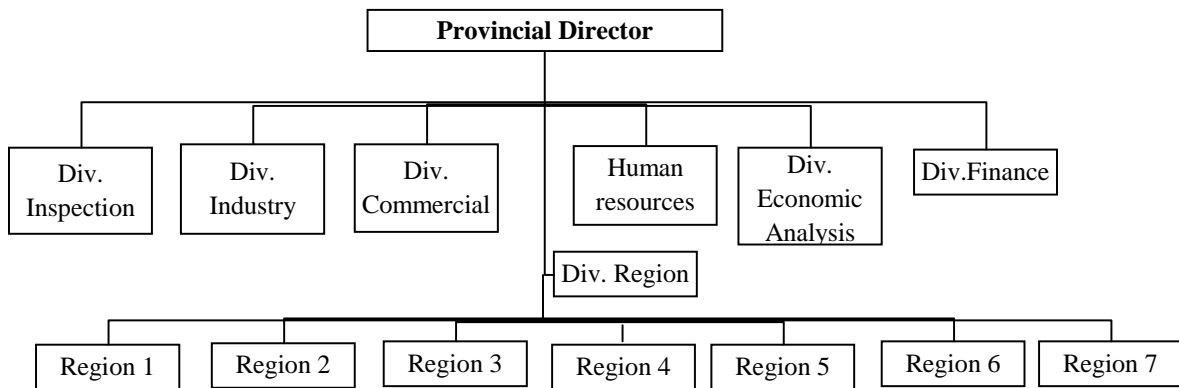 Provincial Director
Div.
Inspection
Div.
Industry
Div.
Commercial
Human
resources
Div.
Economic
Analysis
Div.Finance
Div. Region
Region 1
Region 2
Region 3
Region 4
Region 5
Region 6
Region 7